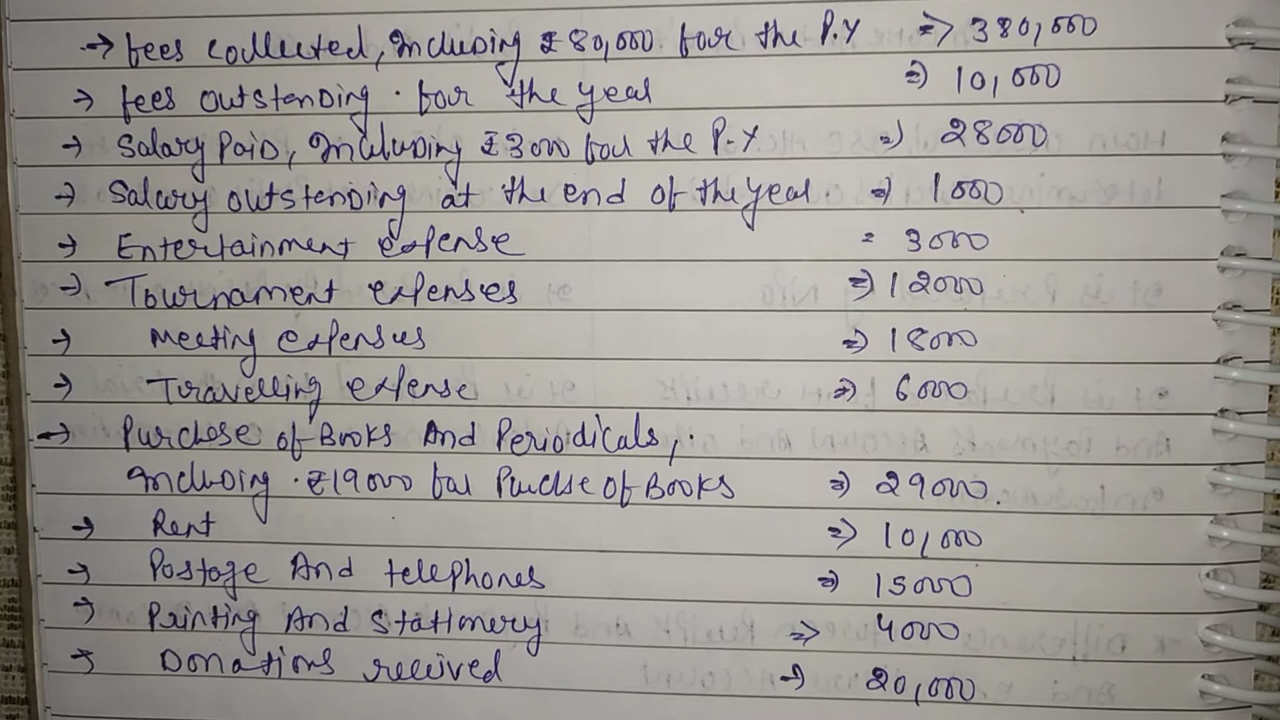 → fees collected, Including ₹80,000 for the P.Y => 380,000
→ fees outstanding . for the year => 10,000
→ Salary Paid, Including ₹3000 for the P.Y => 28000
→ Salary outstending at the end of the year => 1000
→ Entertainment expense = 3000
→ Tournament expenses => 12000
→ Meeting expenses => 18000
→ Travelling expense => 6000
→ Purchase of Books And Periodicals,.
Including . ₹19000 for Purchse of Books => 29000.
→ Rent => 10,000
→ Postage And telephones => 15000
→ Printing And Stationery => 4000
→ Donations received → 20,000